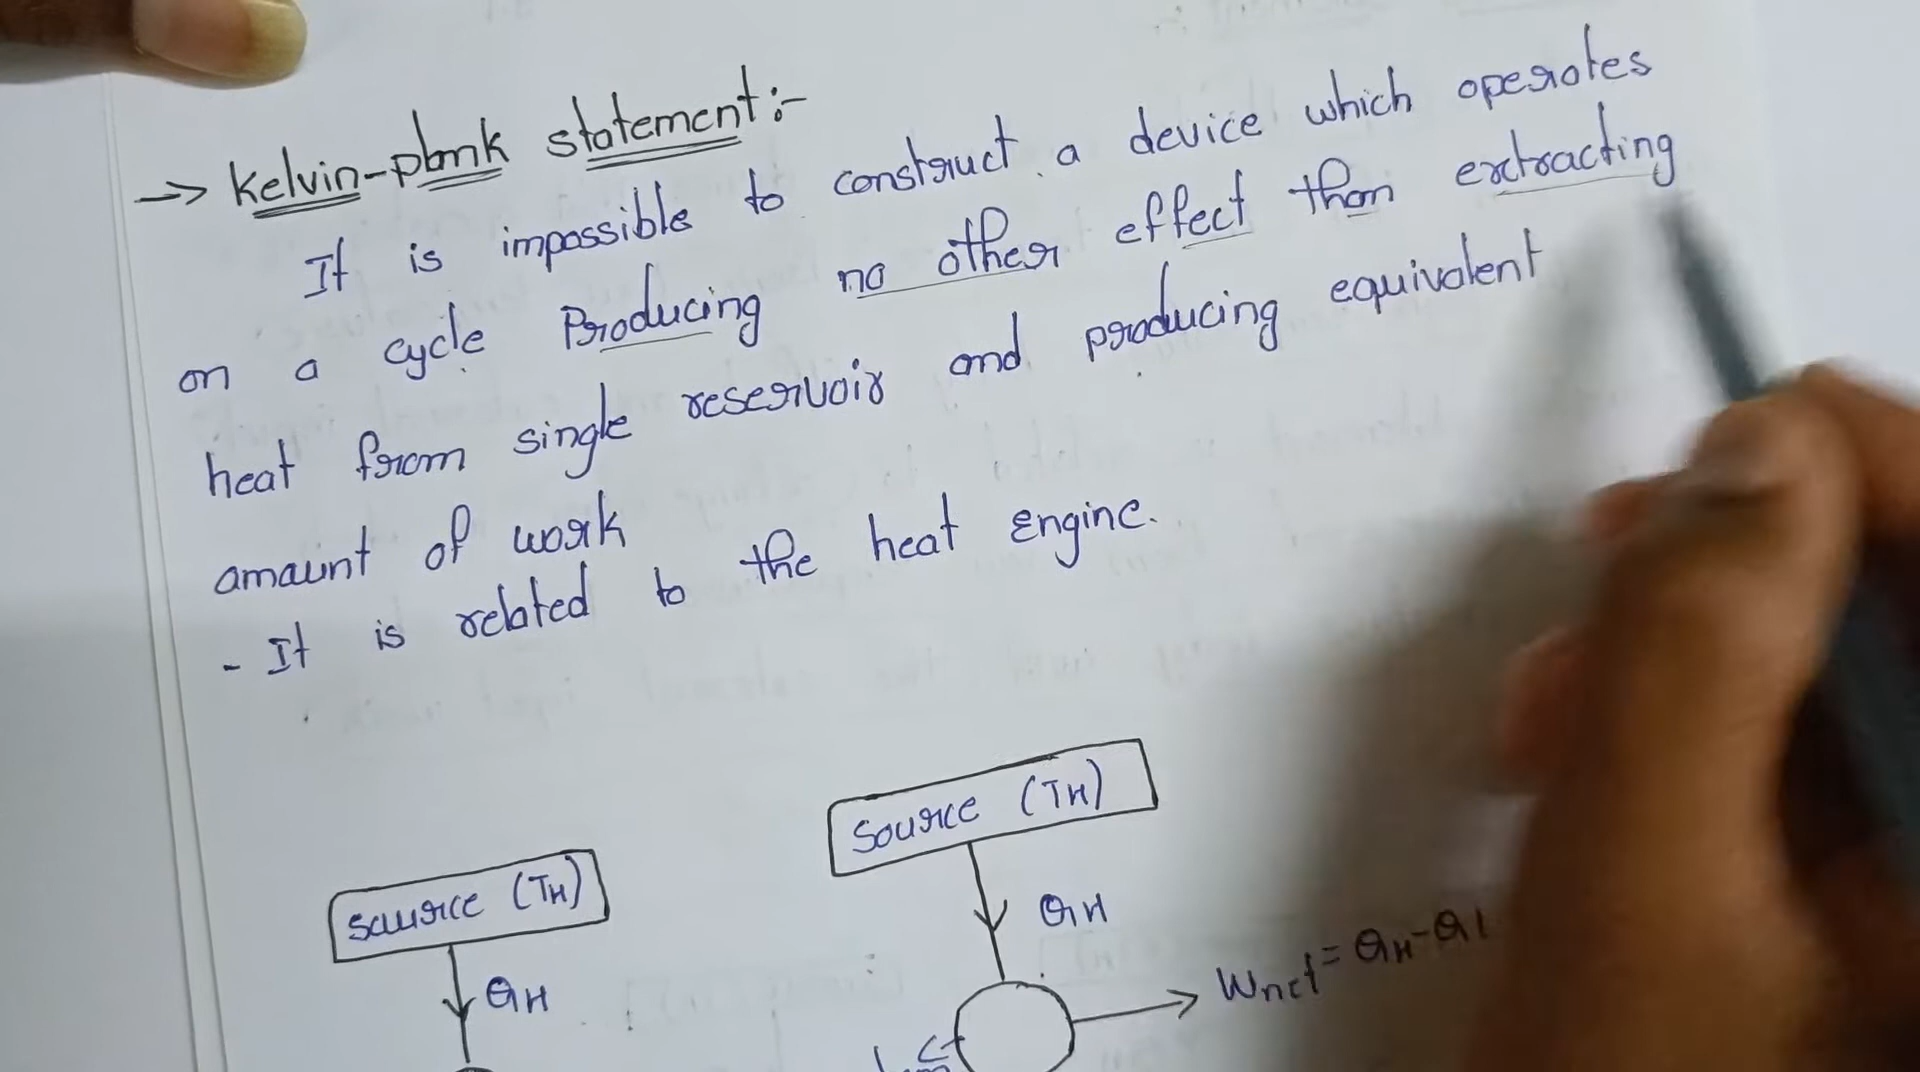 → Kelvin-plank statement:-
It is impossible to construct a device which operates
on a cycle Producing no other effect than extracting
heat from single reservoir and producing equivalent
amount of work
- It is related to the heat Engine.
Source (TH)
QH
Wnet = QH-QL
Source (TH)
QH